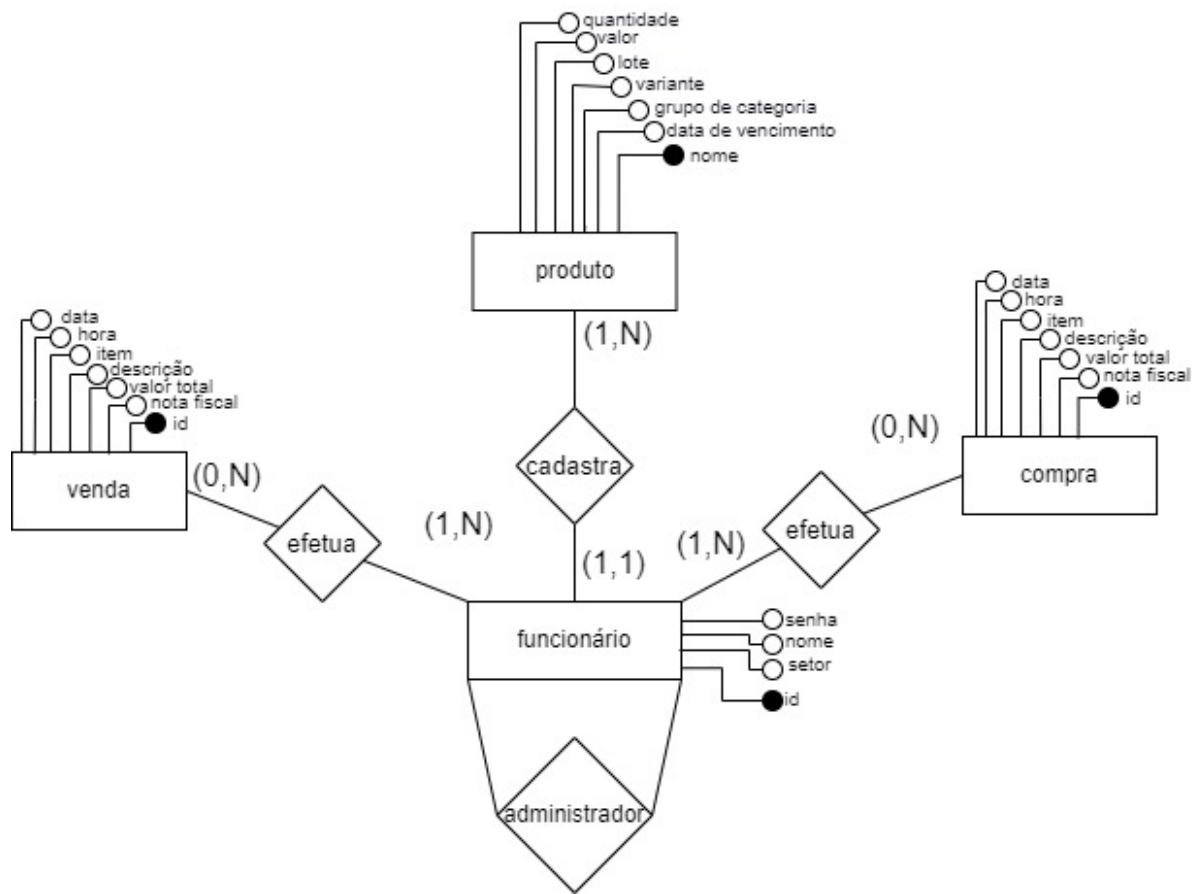 quantidade
valor
lote
variante
grupo de categoria
data de vencimento
nome
produto
(1,N)
data
hora
item
descrição
valor total
nota fiscal
id
venda
(0,N)
efetua
(1,N)
cadastra
(1,1)
data
hora
item
descrição
valor total
nota fiscal
id
compra
(0,N)
efetua
(1,N)
funcionário
senha
nome
setor
id
administrador